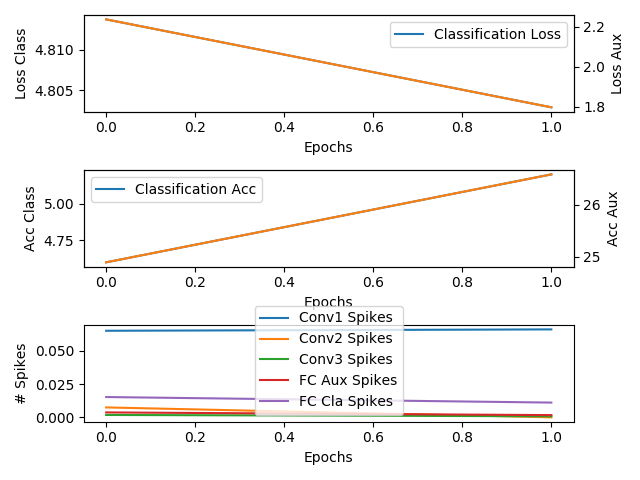 Loss Class
4.810
4.805
Classification Loss
2.2
2.0
1.8
Loss Aux
0.0 0.2 0.4 0.6 0.8 1.0
Epochs
Acc Class
5.00
4.75
Classification Acc
26
25
Acc Aux
0.0 0.2 0.4 0.6 0.8 1.0
Epochs
# Spikes
0.050
0.025
0.000
Conv1 Spikes
Conv2 Spikes
Conv3 Spikes
FC Aux Spikes
FC Cla Spikes
0.0 0.2 0.4 0.6 0.8 1.0
Epochs